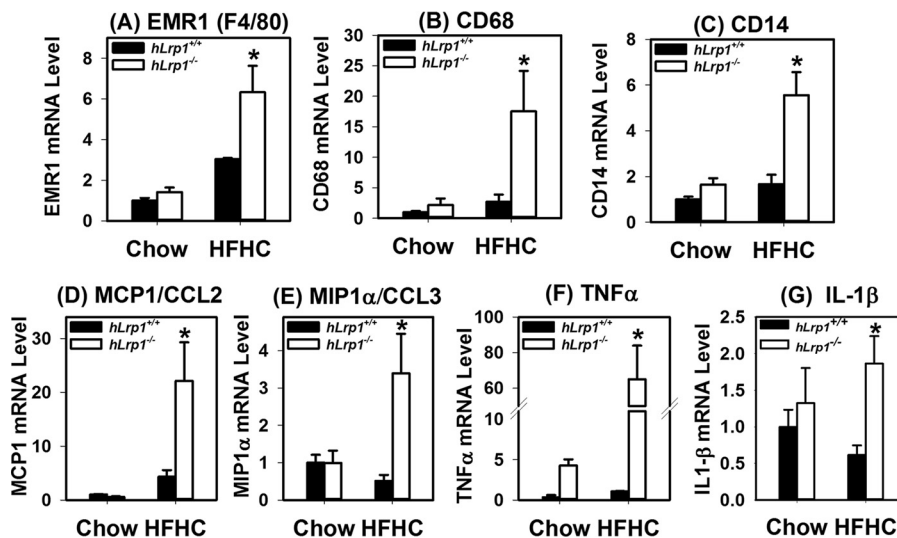 (A) EMR1 (F4/80)
EMR1 mRNA Level
8
6
4
2
0
hLrp1+/+
hLrp1-/-
*
Chow HFHC
(B) CD68
CD68 mRNA Level
30
25
20
15
10
5
0
hLrp1+/+
hLrp1-/-
*
Chow HFHC
(C) CD14
CD14 mRNA Level
8
6
4
2
0
hLrp1+/+
hLrp1-/-
*
Chow HFHC
(D) MCP1/CCL2
MCP1 mRNA Level
30
20
10
0
hLrp1+/+
hLrp1-/-
*
Chow HFHC
(E) MIP1α/CCL3
MIP1α mRNA Level
4
3
2
1
0
hLrp1+/+
hLrp1-/-
*
Chow HFHC
(F) TNFα
TNFα mRNA Level
100
80
60
10
5
0
hLrp1+/+
hLrp1-/-
*
Chow HFHC
(G) IL-1β
IL1-β mRNA Level
2.5
2.0
1.5
1.0
0.5
0.0
hLrp1+/+
hLrp1-/-
*
Chow HFHC